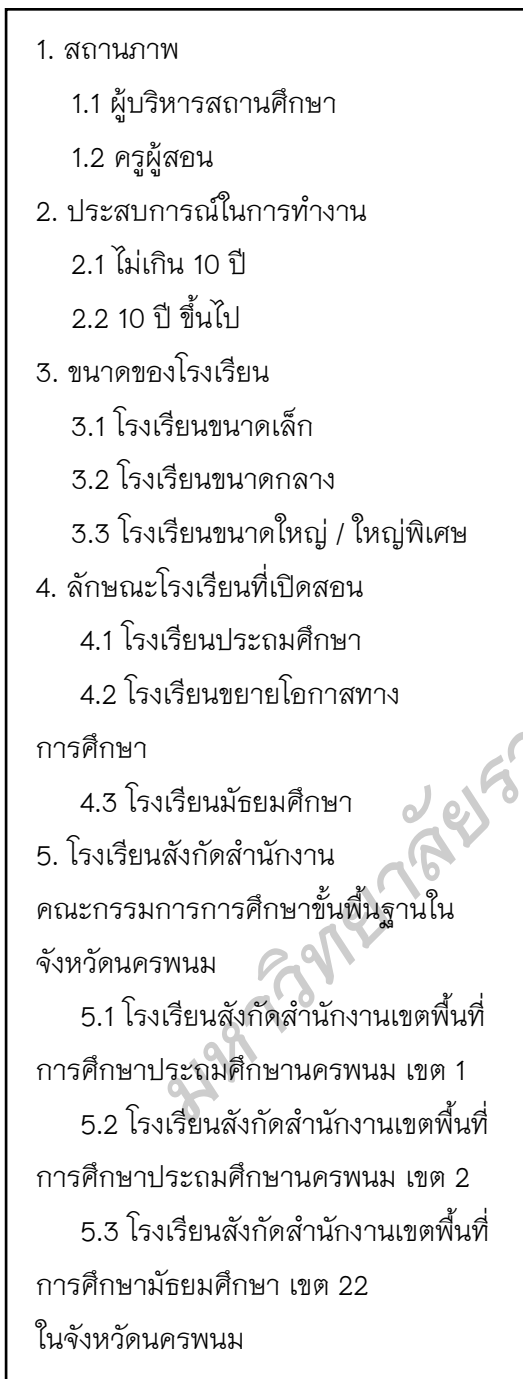 1. สถานภาพ
1.1 ผู้บริหารสถานศึกษา
1.2 ครูผู้สอน
2. ประสบการณ์ในการทำงาน
2.1 ไม่เกิน 10 ปี
2.2 10 ปี ขึ้นไป
3. ขนาดของโรงเรียน
3.1 โรงเรียนขนาดเล็ก
3.2 โรงเรียนขนาดกลาง
3.3 โรงเรียนขนาดใหญ่ / ใหญ่พิเศษ
4. ลักษณะโรงเรียนที่เปิดสอน
4.1 โรงเรียนประถมศึกษา
4.2 โรงเรียนขยายโอกาสทาง
การศึกษา
4.3 โรงเรียนมัธยมศึกษา
5. โรงเรียนสังกัดสำนักงาน
คณะกรรมการการศึกษาขั้นพื้นฐานใน
จังหวัดนครพนม
5.1 โรงเรียนสังกัดสำนักงานเขตพื้นที่
การศึกษาประถมศึกษานครพนม เขต 1
5.2 โรงเรียนสังกัดสำนักงานเขตพื้นที่
การศึกษาประถมศึกษานครพนม เขต 2
5.3 โรงเรียนสังกัดสำนักงานเขตพื้นที่
การศึกษามัธยมศึกษา เขต 22
ในจังหวัดนครพนม